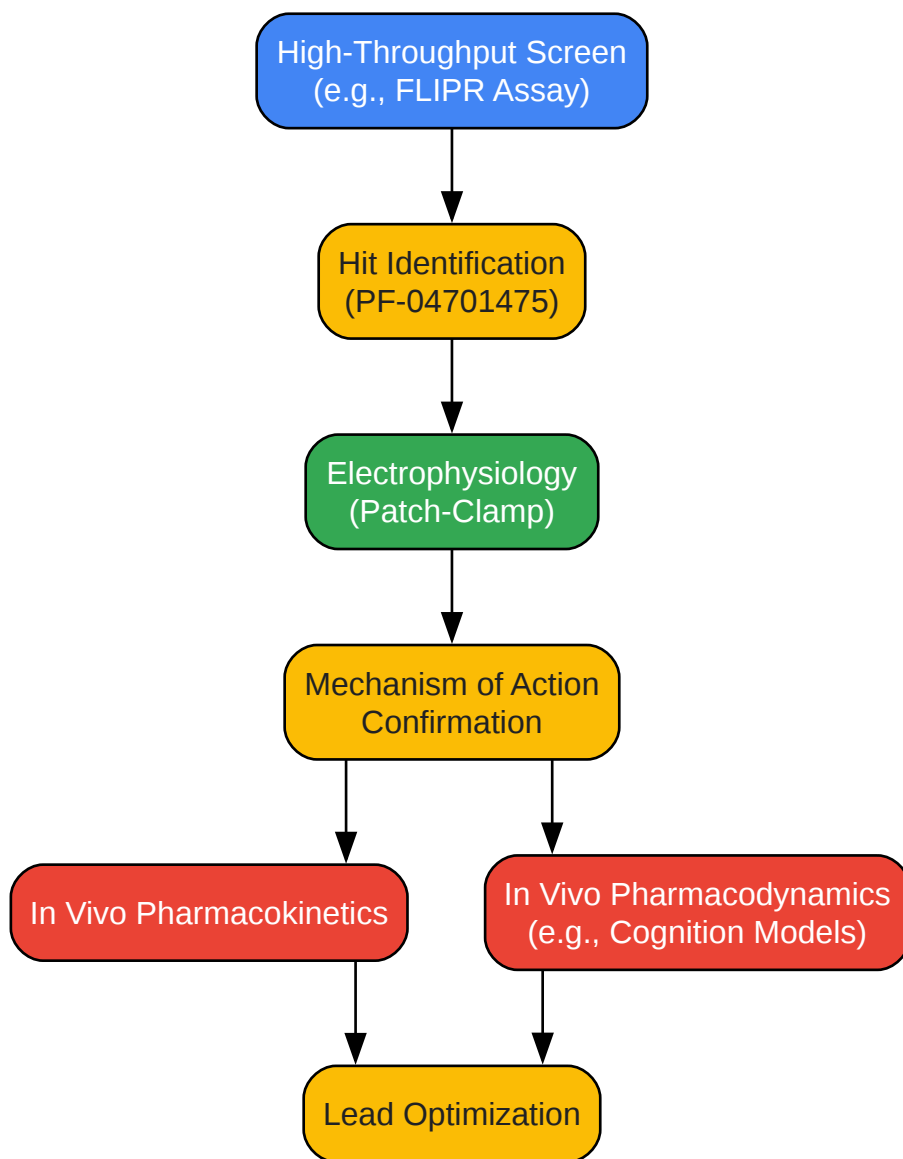 High-Throughput Screen
(e.g., FLIPR Assay)
Hit Identification
(PF-04701475)
Electrophysiology
(Patch-Clamp)
Mechanism of Action
Confirmation
In Vivo Pharmacokinetics
In Vivo Pharmacodynamics
(e.g., Cognition Models)
Lead Optimization